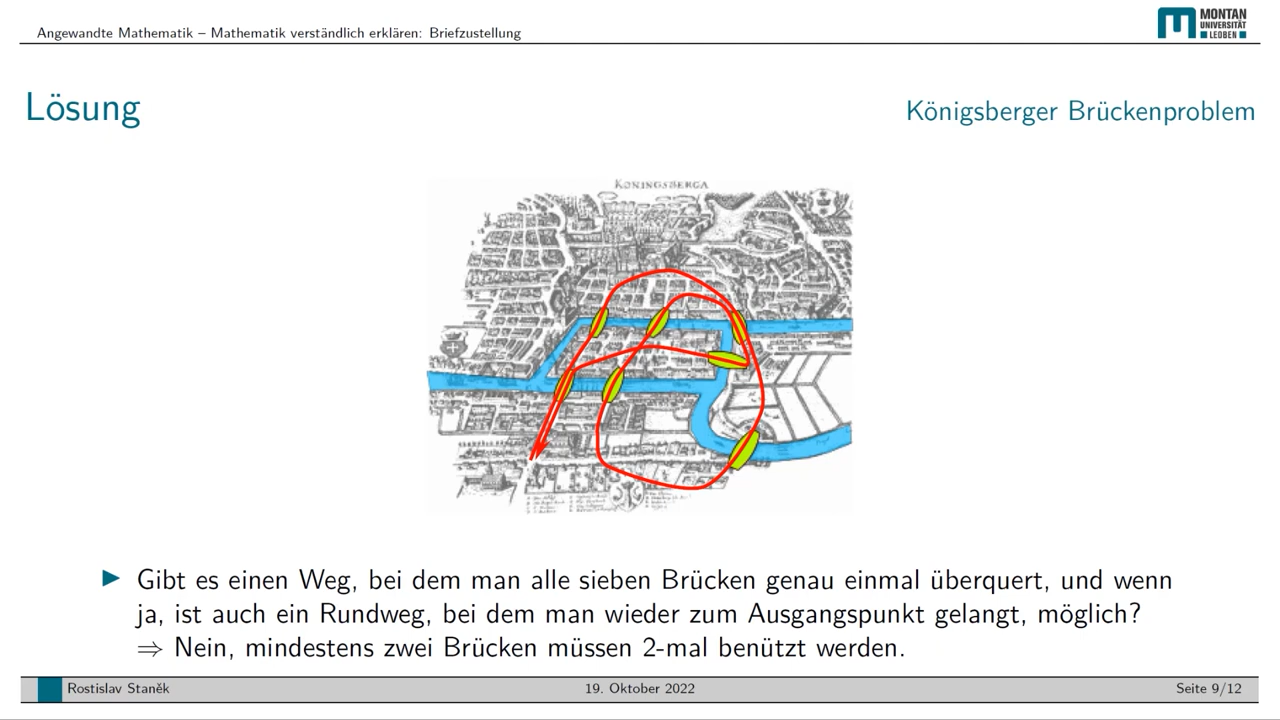 Angewandte Mathematik – Mathematik verständlich erklären: Briefzustellung
MONTAN
UNIVERSITÄT
LEOBEN
Lösung
Königsberger Brückenproblem
KONINGSBERGA
Gibt es einen Weg, bei dem man alle sieben Brücken genau einmal überquert, und wenn
ja, ist auch ein Rundweg, bei dem man wieder zum Ausgangspunkt gelangt, möglich?
⇒ Nein, mindestens zwei Brücken müssen 2-mal benützt werden.
Rostislav Staněk
19. Oktober 2022
Seite 9/12